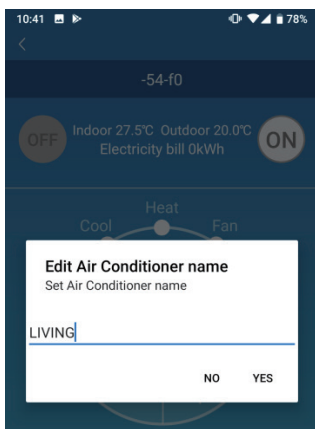 10:41 78%
-54-f0
OFF
Indoor 27.5℃ Outdoor 20.0℃
Electricity bill 0kWh
ON
Heat
Cool Fan
Edit Air Conditioner name
Set Air Conditioner name
LIVING
NO YES